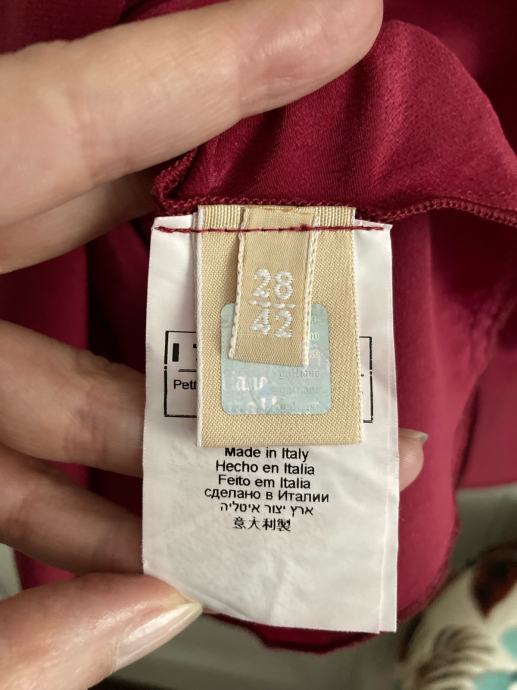 28
42
Pett
Made in Italy
Hecho en Italia
Feito em Italia
сделано в Италии
ארץ יצור איטליה
意大利製